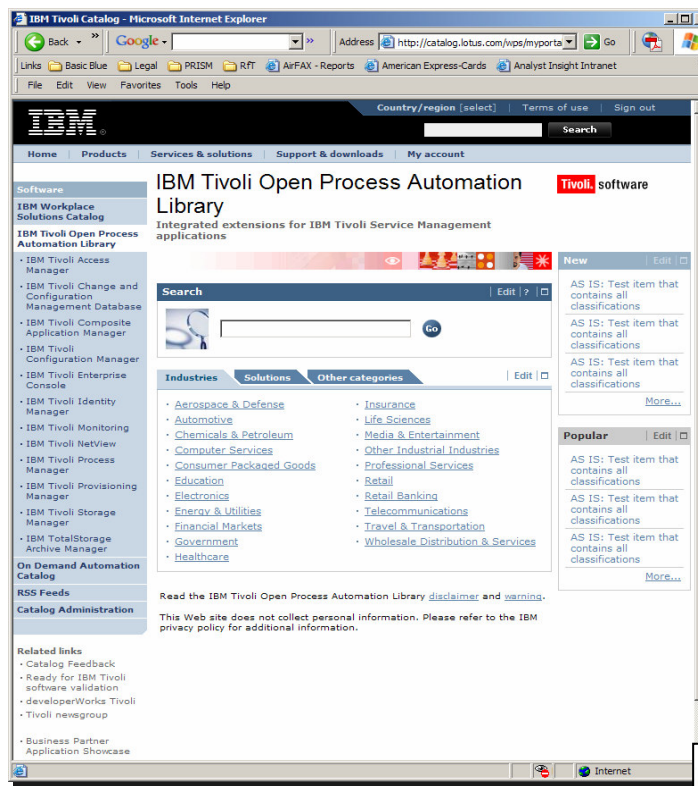 IBM Tivoli Catalog - Microsoft Internet Explorer
Back Google Address http://catalog.lotus.com/wps/myporta Go
Links Basic Blue Legal PRISM RfT AirFAX - Reports American Express-Cards Analyst Insight Intranet
File Edit View Favorites Tools Help
Country/region [select] | Terms of use | Sign out
IBM
Search
Home | Products | Services & solutions | Support & downloads | My account
Software
IBM Workplace
Solutions Catalog
IBM Tivoli Open Process
Automation Library
· IBM Tivoli Access
Manager
· IBM Tivoli Change and
Configuration
Management Database
· IBM Tivoli Composite
Application Manager
· IBM Tivoli
Configuration Manager
· IBM Tivoli Enterprise
Console
· IBM Tivoli Identity
Manager
· IBM Tivoli Monitoring
· IBM Tivoli NetView
· IBM Tivoli Process
Manager
· IBM Tivoli Provisioning
Manager
· IBM Tivoli Storage
Manager
· IBM TotalStorage
Archive Manager
On Demand Automation
Catalog
RSS Feeds
Catalog Administration
Related links
· Catalog Feedback
· Ready for IBM Tivoli
software validation
· developerWorks Tivoli
· Tivoli newsgroup
· Business Partner
Application Showcase
IBM Tivoli Open Process Automation
Library
Integrated extensions for IBM Tivoli Service Management
applications
Tivoli. software
Search | Edit | ? |
Go
Industries Solutions Other categories | Edit |
· Aerospace & Defense
· Automotive
· Chemicals & Petroleum
· Computer Services
· Consumer Packaged Goods
· Education
· Electronics
· Energy & Utilities
· Financial Markets
· Government
· Healthcare
· Insurance
· Life Sciences
· Media & Entertainment
· Other Industrial Industries
· Professional Services
· Retail
· Retail Banking
· Telecommunications
· Travel & Transportation
· Wholesale Distribution & Services
Read the IBM Tivoli Open Process Automation Library disclaimer and warning.
This Web site does not collect personal information. Please refer to the IBM
privacy policy for additional information.
New | Edit |
AS IS: Test item that
contains all
classifications
AS IS: Test item that
contains all
classifications
AS IS: Test item that
contains all
classifications
More...
Popular | Edit |
AS IS: Test item that
contains all
classifications
AS IS: Test item that
contains all
classifications
AS IS: Test item that
contains all
classifications
More...
Internet